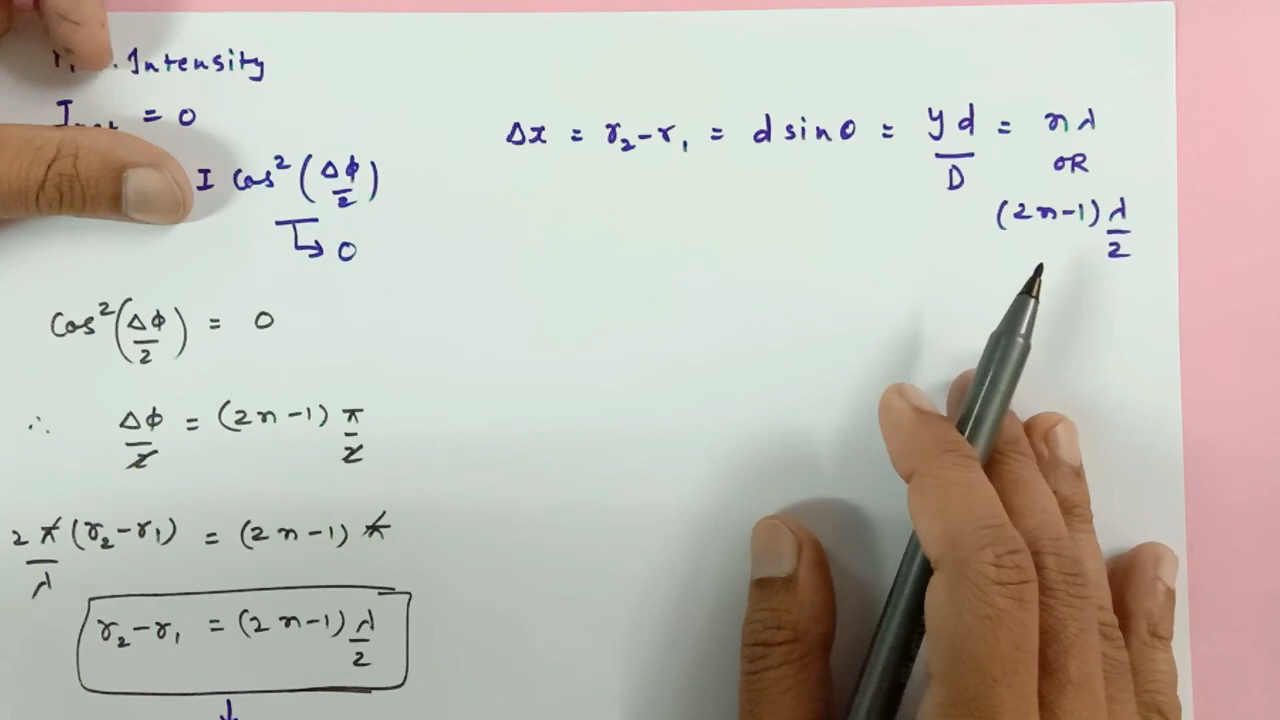 Intensity
= 0
I Cos² (Δϕ/2)
↳ 0
Cos² (Δϕ/2) = 0
∴ Δϕ/2 = (2n-1) π/2
2π/λ (r₂-r₁) = (2n-1) π
r₂-r₁ = (2n-1) λ/2
↓
Δx = r₂-r₁ = d sinθ = yd/D = nλ
OR
(2n-1) λ/2